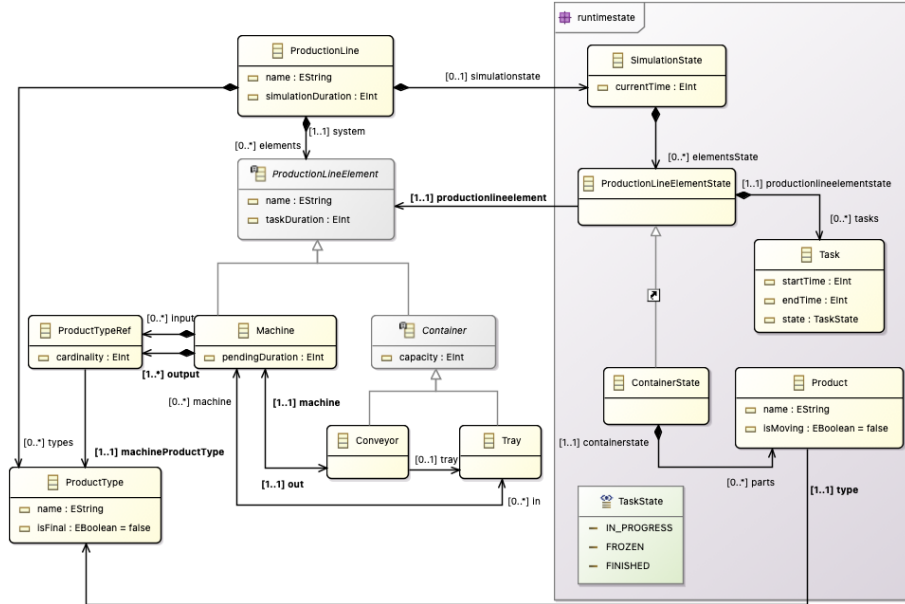 runtimestate
ProductionLine
name : EString
simulationDuration : EInt
[0..1] simulationstate
SimulationState
currentTime : EInt
[1..1] system
[0..*] elements
[0..*] elementsState
ProductionLineElement
name : EString
taskDuration : EInt
[1..1] productionlineelement
ProductionLineElementState
[1..1] productionlineelementstate
[0..*] tasks
Task
startTime : EInt
endTime : EInt
state : TaskState
ProductTypeRef
cardinality : EInt
[0..*] input
[1..*] output
Machine
pendingDuration : EInt
Container
capacity : EInt
[0..*] machine
[1..1] machine
ContainerState
Product
name : EString
isMoving : EBoolean = false
[0..*] types
[1..1] machineProductType
Conveyor
[0..1] tray
Tray
[1..1] containerstate
[1..1] out
[0..*] in
[0..*] parts
[1..1] type
ProductType
name : EString
isFinal : EBoolean = false
TaskState
IN_PROGRESS
FROZEN
FINISHED